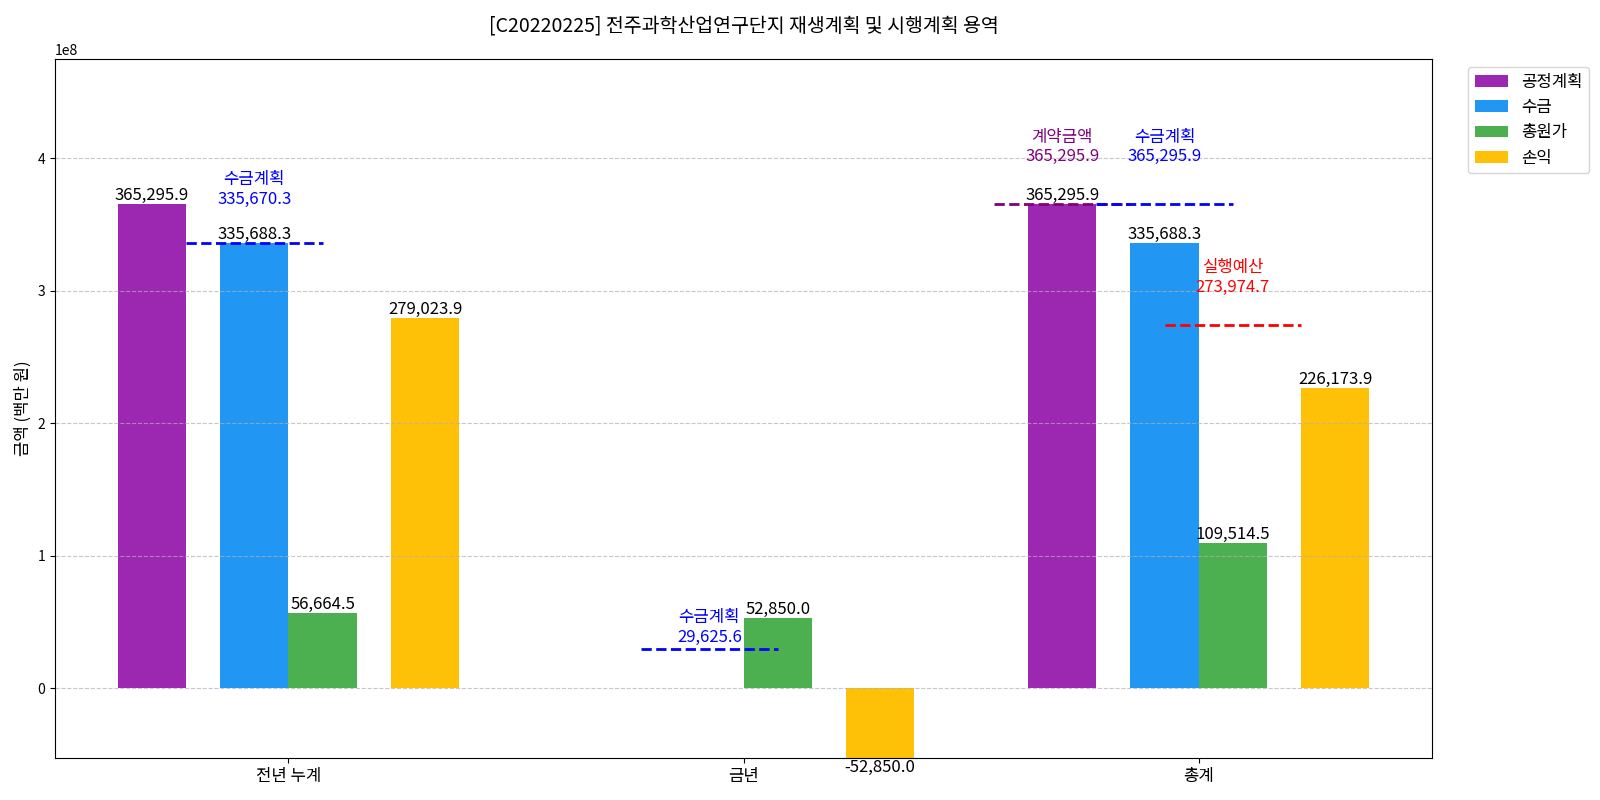 [C20220225] 전주과학산업연구단지 재생계획 및 시행계획 용역
1e8
공정계획
수금
총원가
손익
금액 (백만 원)
4
3
2
1
0
365,295.9
수금계획
335,670.3
335,688.3
56,664.5
279,023.9
수금계획
29,625.6
52,850.0
-52,850.0
계약금액
365,295.9
365,295.9
수금계획
365,295.9
335,688.3
실행예산
273,974.7
109,514.5
226,173.9
전년 누계
금년
총계